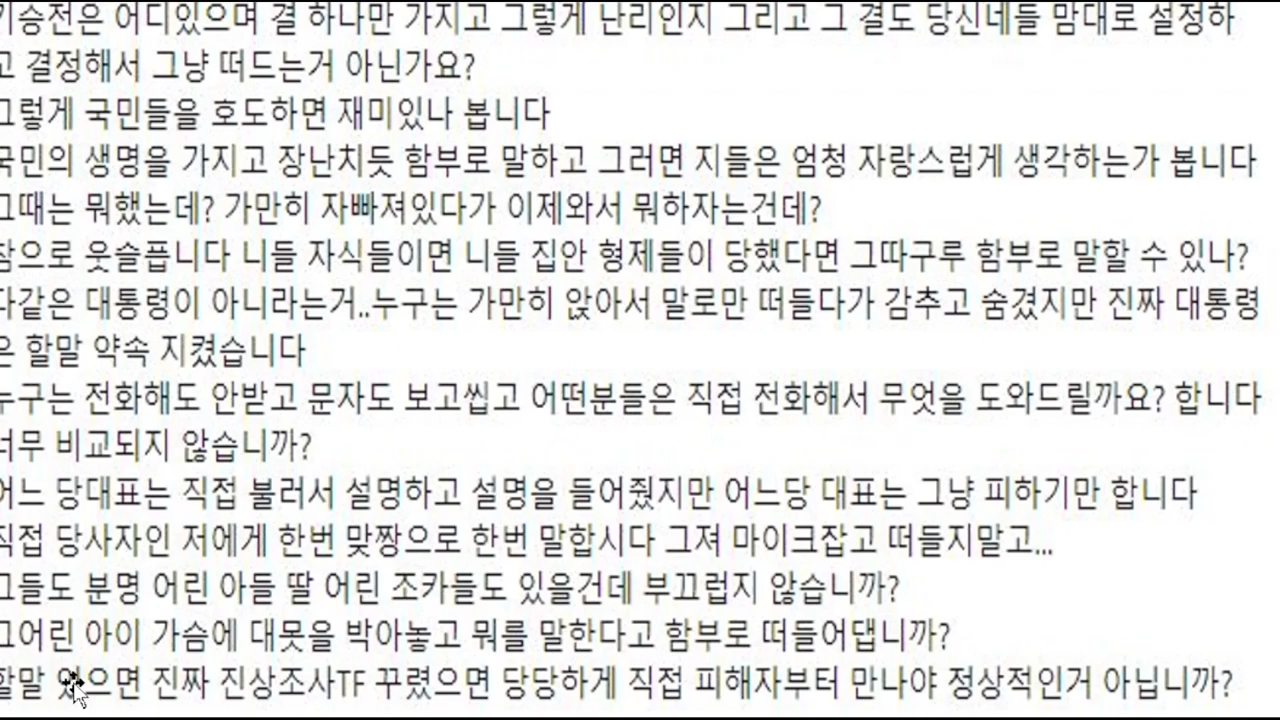 기승전은 어디있으며 결 하나만 가지고 그렇게 난리인지 그리고 그 결도 당신네들 맘대로 설정하
고 결정해서 그냥 떠드는거 아닌가요?
그렇게 국민들을 호도하면 재미있나 봅니다
국민의 생명을 가지고 장난치듯 함부로 말하고 그러면 지들은 엄청 자랑스럽게 생각하는가 봅니다
그때는 뭐했는데? 가만히 자빠져있다가 이제와서 뭐하자는건데?
참으로 웃슬픕니다 니들 자식들이면 니들 집안 형제들이 당했다면 그따구루 함부로 말할 수 있나?
다같은 대통령이 아니라는거..누구는 가만히 앉아서 말로만 떠들다가 감추고 숨겼지만 진짜 대통령
은 할말 약속 지켰습니다
누구는 전화해도 안받고 문자도 보고씹고 어떤분들은 직접 전화해서 무엇을 도와드릴까요? 합니다
너무 비교되지 않습니까?
어느 당대표는 직접 불러서 설명하고 설명을 들어줬지만 어느당 대표는 그냥 피하기만 합니다
직접 당사자인 저에게 한번 맞짱으로 한번 말합시다 그져 마이크잡고 떠들지말고...
그들도 분명 어린 아들 딸 어린 조카들도 있을건데 부끄럽지 않습니까?
그어린 아이 가슴에 대못을 박아놓고 뭐를 말한다고 함부로 떠들어댑니까?
할말 있으면 진짜 진상조사TF 꾸렸으면 당당하게 직접 피해자부터 만나야 정상적인거 아닙니까?